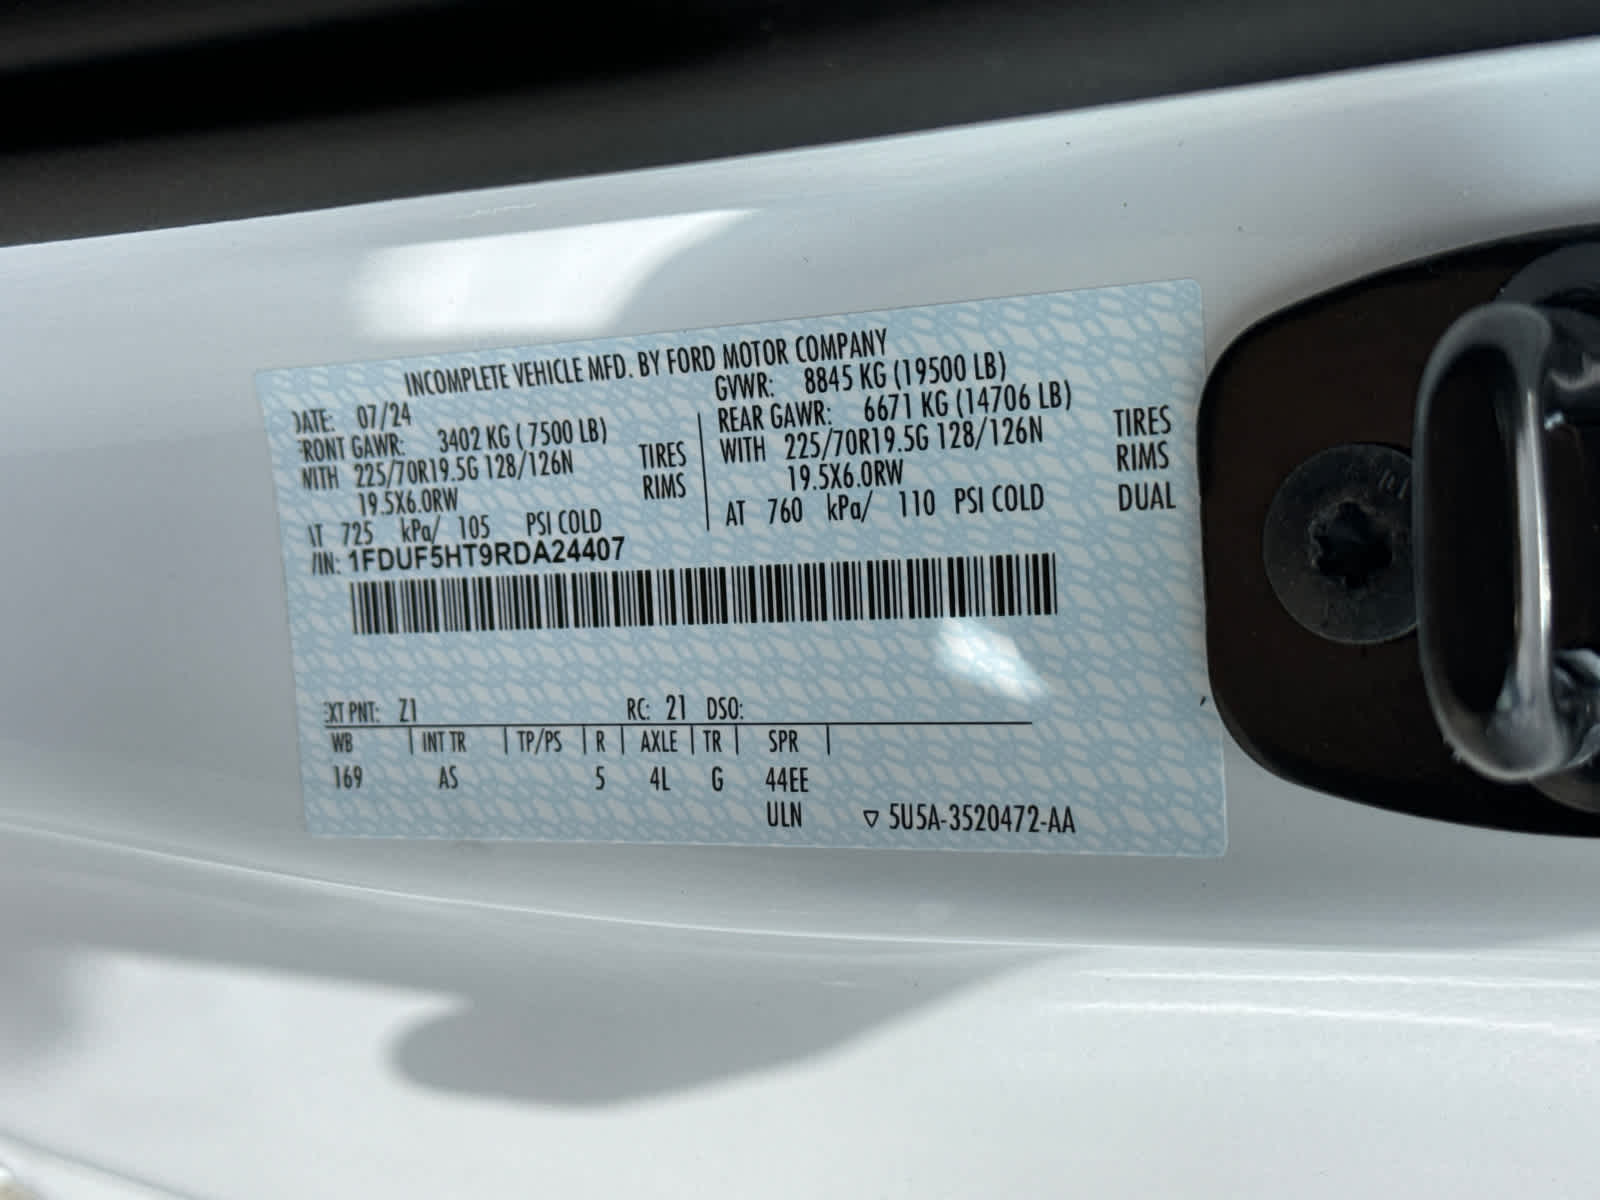 INCOMPLETE VEHICLE MFD. BY FORD MOTOR COMPANY
DATE: 07/24
GVWR: 8845 KG (19500 LB)
FRONT GAWR: 3402 KG ( 7500 LB)
REAR GAWR: 6671 KG (14706 LB)
WITH 225/70R19.5G 128/126N TIRES
WITH 225/70R19.5G 128/126N TIRES
19.5X6.0RW RIMS
19.5X6.0RW RIMS
AT 725 kPa/ 105 PSI COLD
AT 760 kPa/ 110 PSI COLD DUAL
VIN: 1FDUF5HT9RDA24407
EXT PNT: Z1 RC: 21 DSO:
WB | INT TR | TP/PS | R | AXLE | TR | SPR |
169 AS 5 4L G 44EE
ULN ▽ 5U5A-3520472-AA